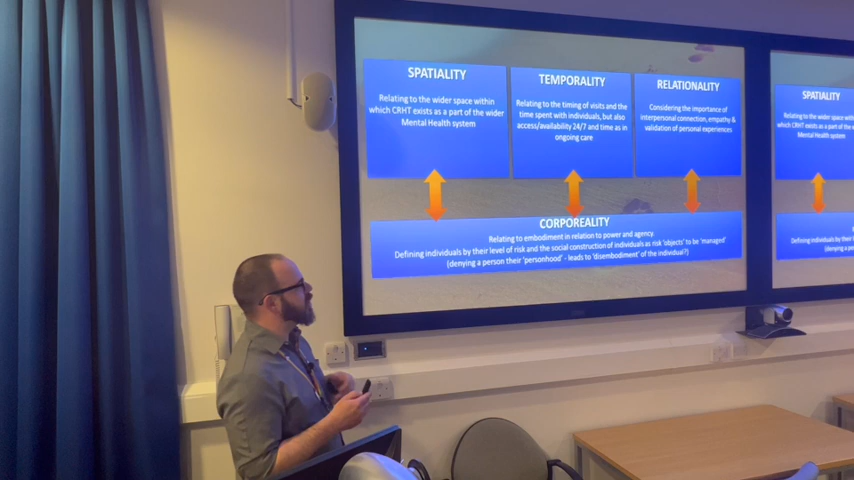 SPATIALITY
Relating to the wider space within
which CRHT exists as a part of the wider
Mental Health system
TEMPORALITY
Relating to the timing of visits and the
time spent with individuals, but also
access/availability 24/7 and time as in
ongoing care
RELATIONALITY
Considering the importance of
interpersonal connection, empathy &
validation of personal experiences
CORPOREALITY
Relating to embodiment in relation to power and agency.
Defining individuals by their level of risk and the social construction of individuals as risk 'objects' to be 'managed'
(denying a person their 'personhood' - leads to 'disembodiment' of the individual?)
SPATIALITY
Relating to the wider space
which CRHT exists as a part of
Mental Health system
Defining individuals by their
(denying a